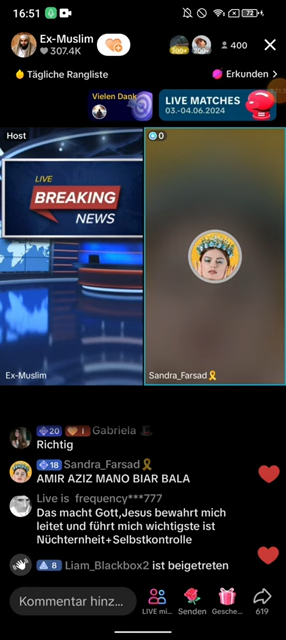 16:51
72
Ex-Muslim
307.4K
700+
700+
400
Tägliche Rangliste
Erkunden >
Vielen Dank
LIVE MATCHES
03.-04.06.2024
Host
LIVE
BREAKING
NEWS
0
Ex-Muslim
Sandra_Farsad🎗
20 I Gabriela
Richtig
18 Sandra_Farsad🎗
AMIR AZIZ MANO BIAR BALA
Live is frequency***777
Das macht Gott,Jesus bewahrt mich
leitet und führt mich wichtigste ist
Nüchternheit+Selbstkontrolle
8 Liam_Blackbox2 ist beigetreten
Kommentar hinz...
LIVE mi...
Senden
Gesche...
619